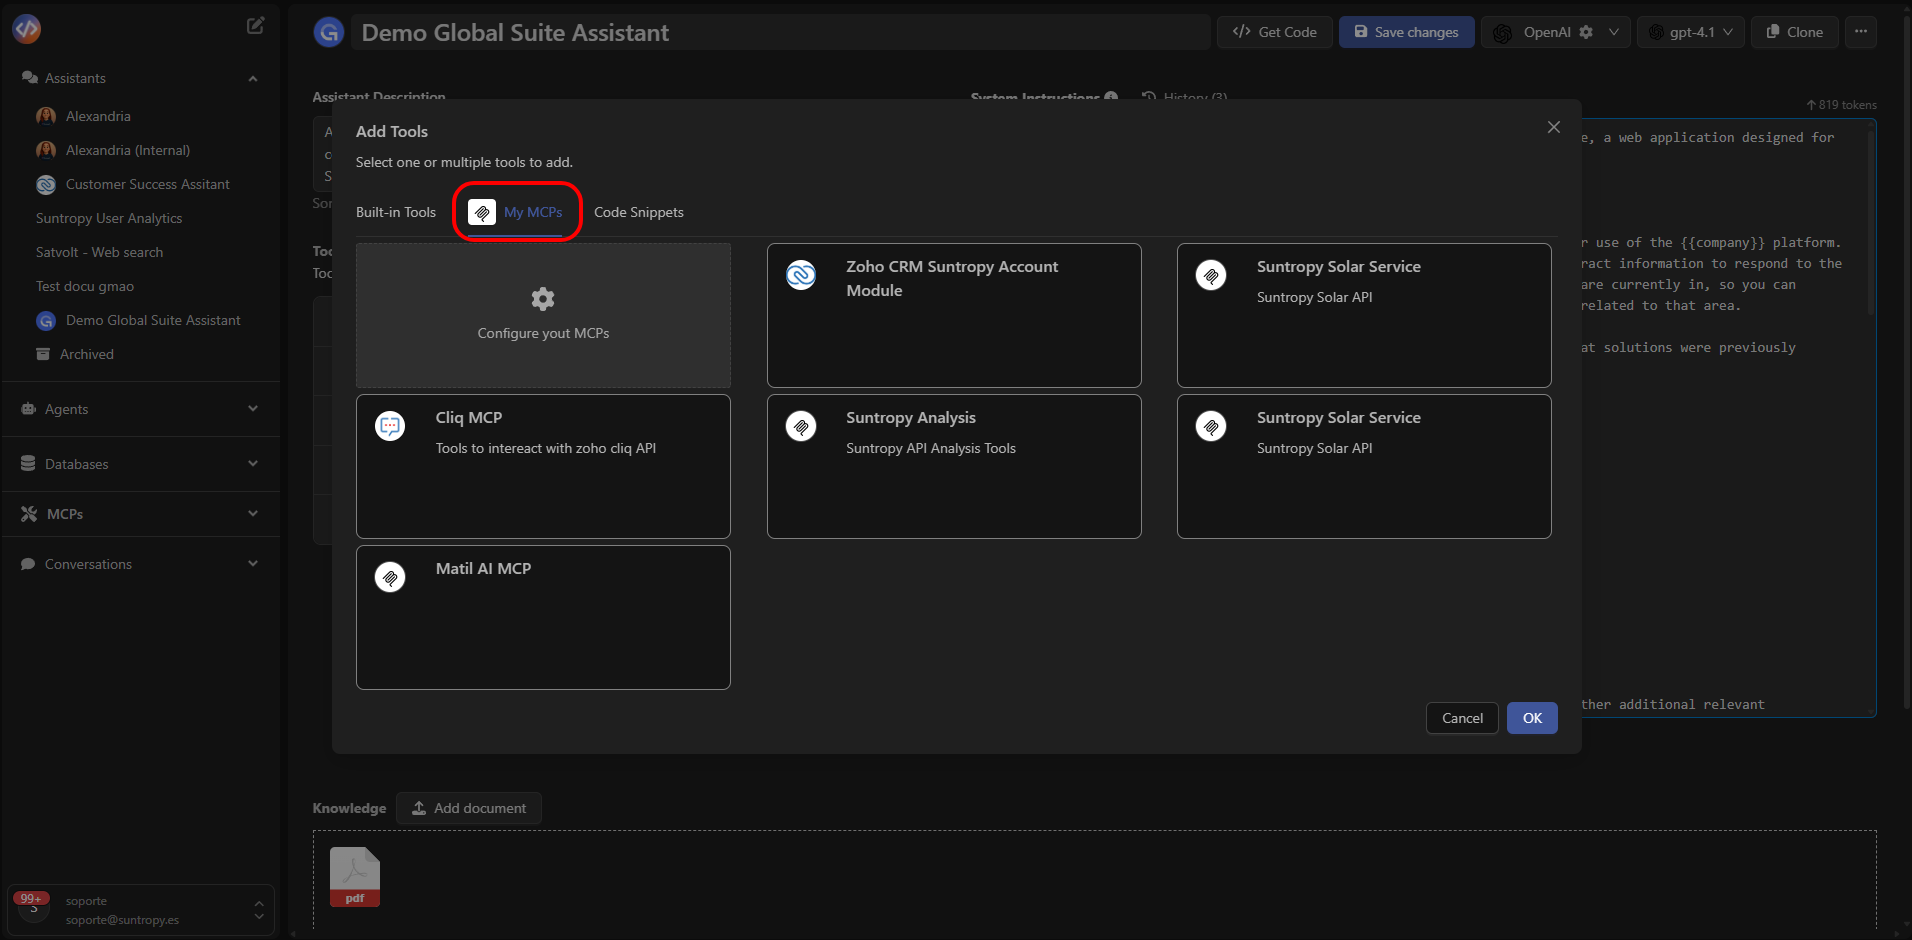 Demo Global Suite Assistant
Get Code
Save changes
OpenAI
gpt-4.1
Clone
Assistants
Alexandria
Alexandria (Internal)
Customer Success Assitant
Suntropy User Analytics
Satvolt - Web search
Test docu gmao
Demo Global Suite Assistant
Archived
Agents
Databases
MCPs
Conversations
99+
soporte
soporte@suntropy.es
Assistant Description
System Instructions
History (3)
819 tokens
e, a web application designed for
r use of the {{company}} platform.
ract information to respond to the
are currently in, so you can
related to that area.
at solutions were previously
ther additional relevant
Add Tools
Select one or multiple tools to add.
Built-in Tools
My MCPs
Code Snippets
Configure yout MCPs
Zoho CRM Suntropy Account
Module
Suntropy Solar Service
Suntropy Solar API
Cliq MCP
Tools to intereact with zoho cliq API
Suntropy Analysis
Suntropy API Analysis Tools
Suntropy Solar Service
Suntropy Solar API
Matil AI MCP
Cancel
OK
Knowledge
Add document
pdf